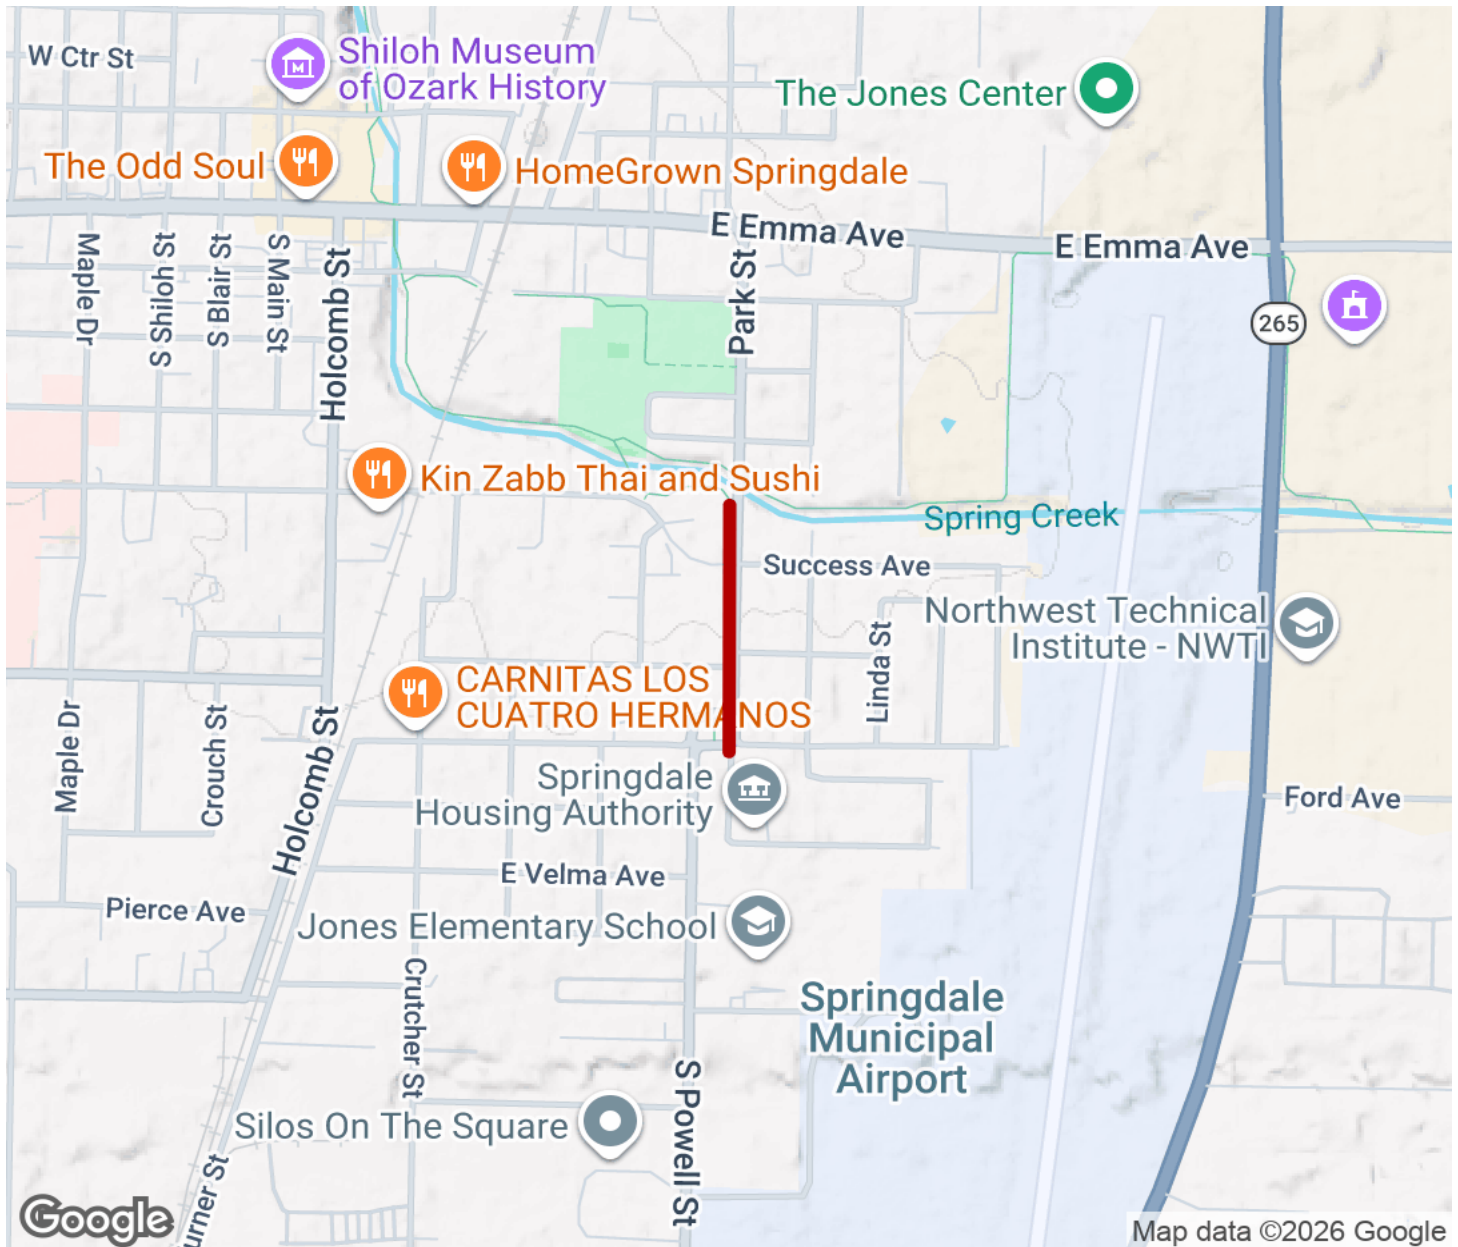 W Ctr St
Shiloh Museum
of Ozark History
The Jones Center
The Odd Soul
HomeGrown Springdale
E Emma Ave
E Emma Ave
Maple Dr
S Shiloh St
S Blair St
S Main St
Holcomb St
Park St
265
Kin Zabb Thai and Sushi
Spring Creek
Success Ave
Northwest Technical
Institute - NWTI
Linda St
CARNITAS LOS
CUATRO HERMANOS
Maple Dr
Crouch St
Holcomb St
Springdale
Housing Authority
Ford Ave
E Velma Ave
Pierce Ave
Jones Elementary School
Crutcher St
Springdale
Municipal
Airport
S Powell St
Silos On The Square
urner St
Google
Map data ©2026 Google